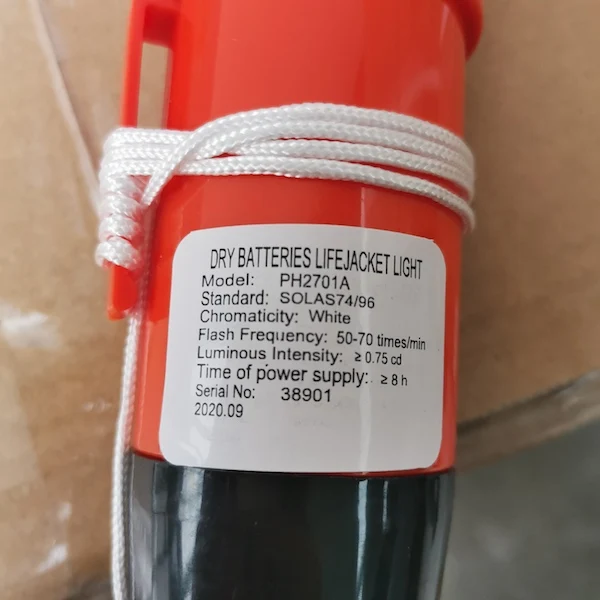 DRY BATTERIES LIFEJACKET LIGHT
Model: PH2701A
Standard: SOLAS74/96
Chromaticity: White
Flash Frequency: 50-70 times/min
Luminous Intensity: ≥ 0.75 cd
Time of power supply: ≥ 8 h
Serial No: 38901
2020.09